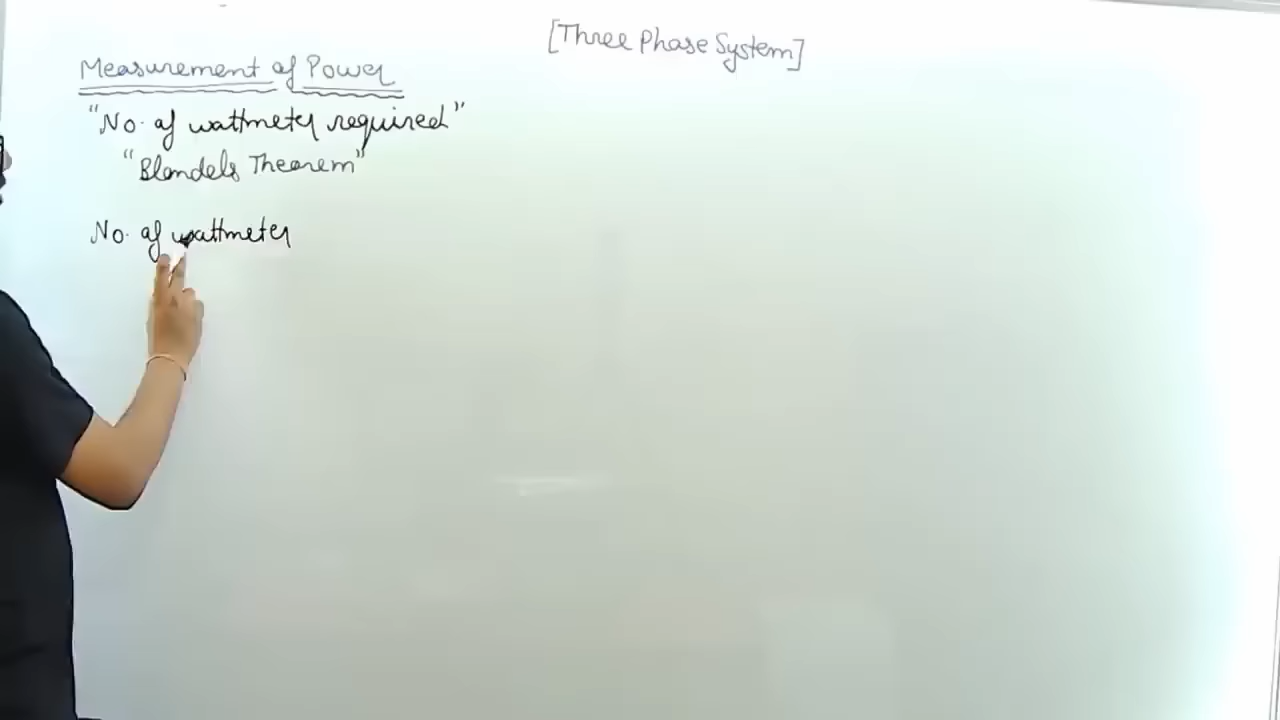 [Three Phase System]
Measurement of Power
"No. of wattmeter required"
"Blondels Theorem"
No. of wattmeter